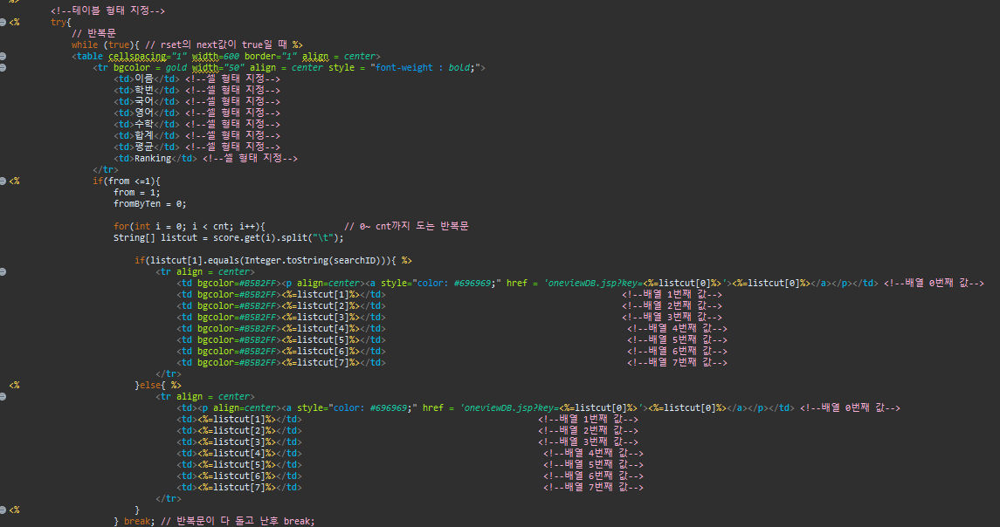 %>
<!--테이블 형태 지정-->
<% try{
// 반복문
while (true){ // rset의 next값이 true일 때 %>
<table cellspacing="1" width=600 border="1" align = center>
<tr bgcolor = gold width="50" align = center style = "font-weight : bold;">
<td>이름</td> <!--셀 형태 지정-->
<td>학번</td> <!--셀 형태 지정-->
<td>국어</td> <!--셀 형태 지정-->
<td>영어</td> <!--셀 형태 지정-->
<td>수학</td> <!--셀 형태 지정-->
<td>합계</td> <!--셀 형태 지정-->
<td>평균</td> <!--셀 형태 지정-->
<td>Ranking</td> <!--셀 형태 지정-->
</tr>
<% if(from <=1){
from = 1;
fromByTen = 0;
for(int i = 0; i < cnt; i++){ // 0~ cnt까지 도는 반복문
String[] listcut = score.get(i).split("\t");
if(listcut[1].equals(Integer.toString(searchID))){ %>
<tr align = center>
<td bgcolor=#B5B2FF><p align=center><a style="color: #696969;" href = 'oneviewDB.jsp?key=<%=listcut[0]%>'><%=listcut[0]%></a></p></td> <!--배열 0번째 값-->
<td bgcolor=#B5B2FF><%=listcut[1]%></td> <!--배열 1번째 값-->
<td bgcolor=#B5B2FF><%=listcut[2]%></td> <!--배열 2번째 값-->
<td bgcolor=#B5B2FF><%=listcut[3]%></td> <!--배열 3번째 값-->
<td bgcolor=#B5B2FF><%=listcut[4]%></td> <!--배열 4번째 값-->
<td bgcolor=#B5B2FF><%=listcut[5]%></td> <!--배열 5번째 값-->
<td bgcolor=#B5B2FF><%=listcut[6]%></td> <!--배열 6번째 값-->
<td bgcolor=#B5B2FF><%=listcut[7]%></td> <!--배열 7번째 값-->
</tr>
<% }else{ %>
<tr align = center>
<td><p align=center><a style="color: #696969;" href = 'oneviewDB.jsp?key=<%=listcut[0]%>'><%=listcut[0]%></a></p></td> <!--배열 0번째 값-->
<td><%=listcut[1]%></td> <!--배열 1번째 값-->
<td><%=listcut[2]%></td> <!--배열 2번째 값-->
<td><%=listcut[3]%></td> <!--배열 3번째 값-->
<td><%=listcut[4]%></td> <!--배열 4번째 값-->
<td><%=listcut[5]%></td> <!--배열 5번째 값-->
<td><%=listcut[6]%></td> <!--배열 6번째 값-->
<td><%=listcut[7]%></td> <!--배열 7번째 값-->
</tr>
<% }
} break; // 반복문이 다 돌고 난후 break;